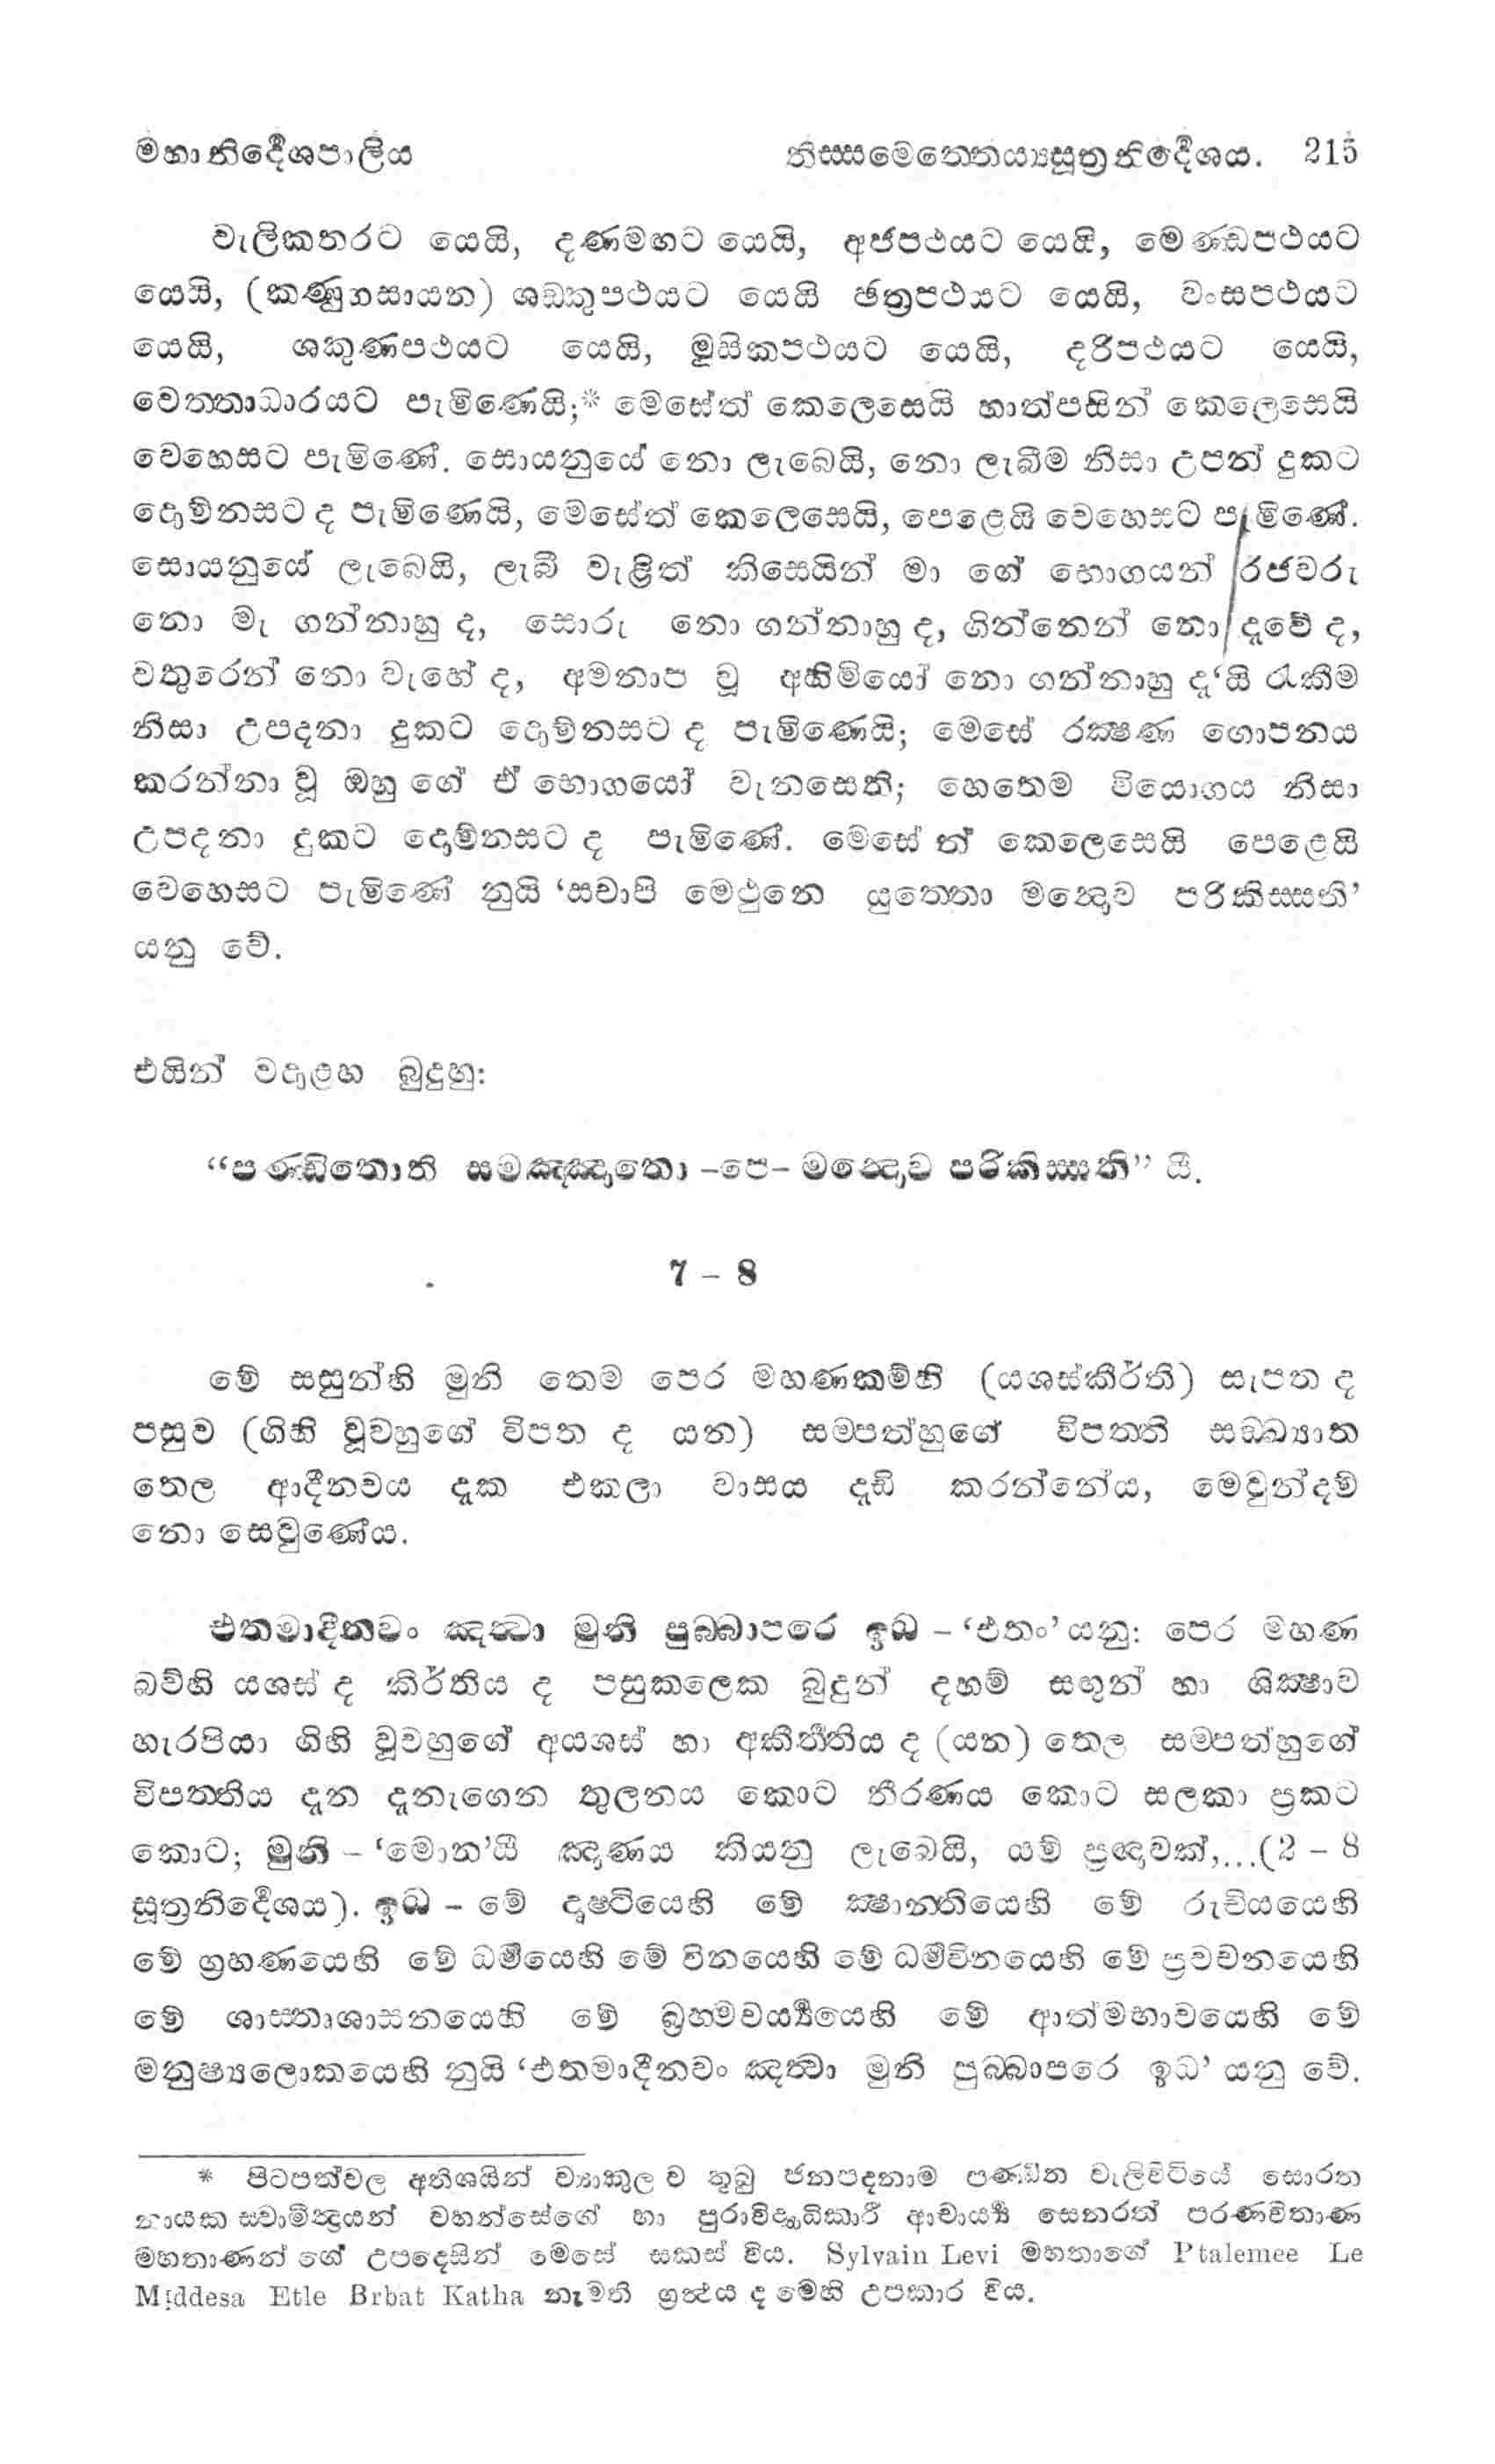 මහානිර්‍දේශපාලිය තිස්සමෙත්තෙය්‍යසූත්‍රනිර්‍දේශය. 215
වැලිකතරට යෙයි, දණමඟට යෙයි, අජපථයට යෙයි, මෙණ්ඩපථයට
යෙයි, (කණ්නුගසායන) ශඞ්කුපථයට යෙයි ඡත්‍රපථයට යෙයි, වංසපථයට
යෙයි, ශකුණපථයට යෙයි, මූසිකපථයට යෙයි, දරිපථයට යෙයි,
වෙත්තාධාරයට පැමිණෙයි;* මෙසේත් කෙලෙසෙයි හාත්පසින් කෙලෙසෙයි
වෙහෙසට පැමිණේ. සොයනුයේ නො ලැබෙයි, නො ලැබීම නිසා උපන් දුකට
දොම්නසට ද පැමිණෙයි, මෙසේත් කෙලෙසෙයි, පෙළෙයි වෙහෙසට පැමිණේ.
සොයනුයේ ලැබෙයි, ලැබී වැළිත් කිසෙයින් මා ගේ භොගයන් රජවරු
නො මැ ගන්නාහු ද, සොරු නො ගන්නාහු ද, ගින්නෙන් නො දෑවේ ද,
වතුරෙන් නො වැහේ ද, අමනාප වූ අහිමියෝ නො ගන්නාහු දැ‘යි රැකීම
නිසා උපදනා දුකට දොම්නසට ද පැමිණෙයි; මෙසේ රක්‍ෂණ ගොපනය
කරන්නා වූ ඔහු ගේ ඒ භොගයෝ වැනසෙති; හෙතෙම වියොගය නිසා
උපදනා දුකට දොම්නසට ද පැමිණේ. මෙසේ ත් කෙලෙසෙයි පෙළෙයි
වෙහෙසට පැමිණේ නුයි ‘සචාපි මෙථුනෙ යුත්තො මන්‍දොව පරිකිස්සති’
යනු වේ.
එයින් වදාළහ බුදුහු:
“පණ්ඩිතොති සමඤ්ඤාතො -පෙ- මන්‍දොව පරිකිස්සති” යි.
7 - 8
මේ සසුන්හි මුනි තෙම පෙර මහණකම්හි (යශස්කීර්ති) සැපත ද
පසුව (ගිහි වූවහුගේ විපත ද යන) සම්පත්හුගේ විපත්ති සඞ්ඛ්‍යාත
තෙල ආදීනවය දැක එකලා වාසය දැඩි කරන්නේය, මෙවුන්දම්
නො සෙවුණේය.
එතමාදීනවං ඤත්වා මුනි පුබ්බාපරෙ ඉධ - ‘එතං’ යනු: පෙර මහණ
බව්හි යශස් ද කීර්තිය ද පසුකලෙක බුදුන් දහම් සඟුන් හා ශික්‍ෂාව
හැරපියා ගිහි වූවහුගේ අයශස් හා අකීර්‍තිය ද (යන) තෙල සම්පත්හුගේ
විපත්තිය දැන දැනැගෙන තුලනය කොට තීරණය කොට සලකා ප්‍රකට
කොට; මුනි - ‘මොන’යි ඤාණය කියනු ලැබෙයි, යම් ප්‍රඥාවක්,...(2 - 8
සූත්‍රනිර්‍දේශය). ඉධ - මේ දෘෂ්ටියෙහි මේ ක්‍ෂාන්තියෙහි මේ රුචියයෙහි
මේ ග්‍රහණයෙහි මේ ධර්‍මයෙහි මේ විනයෙහි මේ ධර්‍මවිනයෙහි මේ ප්‍රවචනයෙහි
මේ ශාස්තෘශාසනයෙහි මේ බ්‍රහ්මචර්‍ය්‍යයෙහි මේ ආත්මභාවයෙහි මේ
මනුෂ්‍යලොකයෙහි නුයි ‘එතමාදීනවං ඤත්වා මුනි පුබ්බාපරෙ ඉධ’ යනු වේ.
* පිටපත්වල අතිශයින් ව්‍යාකුල ව තුබූ ජනපදනාම පණ්ඩිත වැලිවිටියේ සොරත
නායක ස්වාමින්‍ද්‍රයන් වහන්සේගේ හා පුරාවිද්‍යාධිකාරී ආචාර්‍ය්‍ය සෙනරත් පරණවිතාණ
මහතාණන් ගේ උපදෙසින් මෙසේ සකස් විය. Sylvain Levi මහතාගේ Ptalemee Le
Middesa Etle Brbat Katha නැමති ග්‍රන්‍ථය ද මෙහි උපකාර විය.